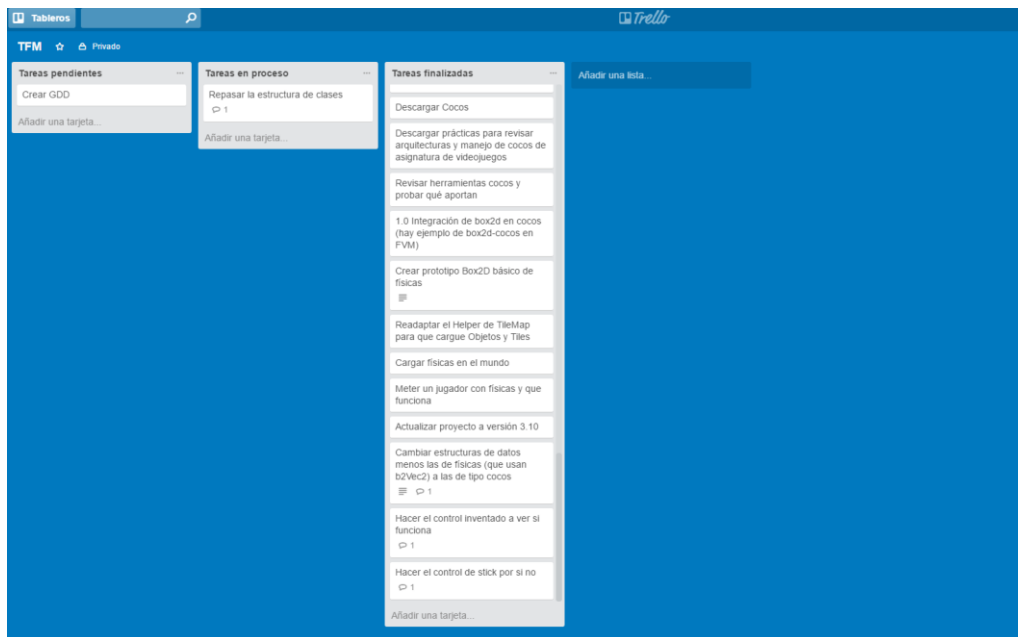 Tableros
Trello
TFM
Privado
Tareas pendientes
Crear GDD
Añadir una tarjeta...
Tareas en proceso
Repasar la estructura de clases
1
Añadir una tarjeta...
Tareas finalizadas
Descargar Cocos
Descargar prácticas para revisar
arquitecturas y manejo de cocos de
asignatura de videojuegos
Revisar herramientas cocos y
probar qué aportan
1.0 Integración de box2d en cocos
(hay ejemplo de box2d-cocos en
FVM)
Crear prototipo Box2D básico de
físicas
Readaptar el Helper de TileMap
para que cargue Objetos y Tiles
Cargar físicas en el mundo
Meter un jugador con físicas y que
funciona
Actualizar proyecto a versión 3.10
Cambiar estructuras de datos
menos las de físicas (que usan
b2Vec2) a las de tipo cocos
1
Hacer el control inventado a ver si
funciona
1
Hacer el control de stick por si no
1
Añadir una tarjeta...
Añadir una lista...